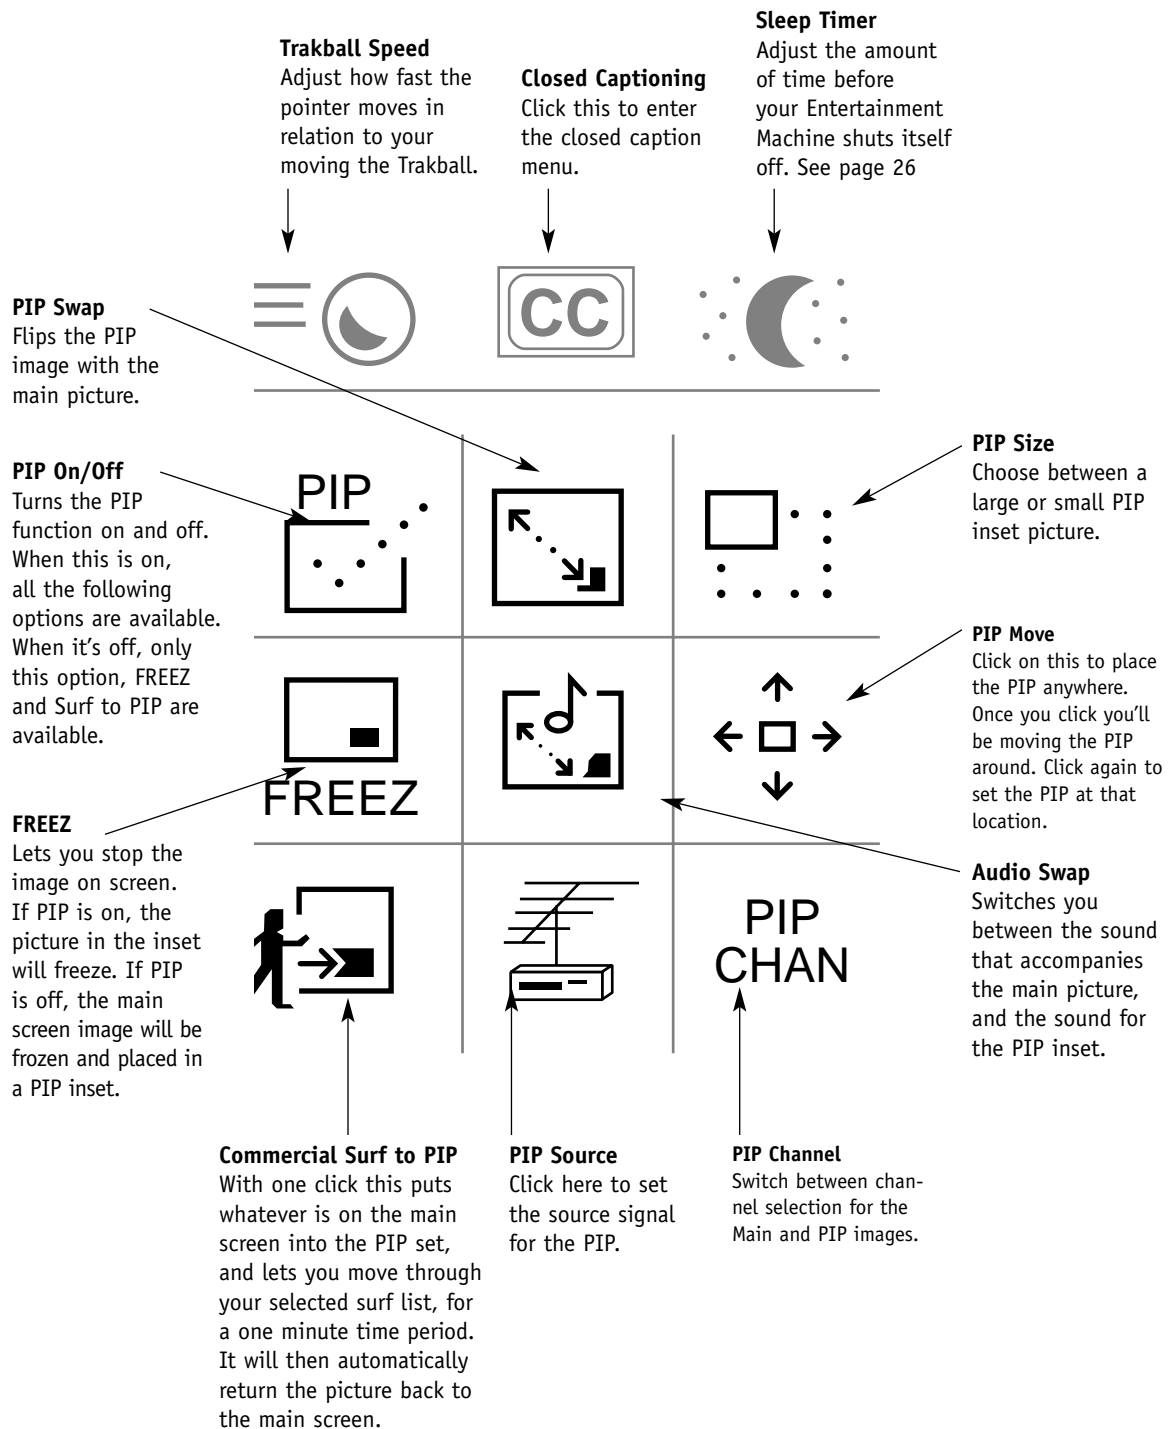 Trakball Speed
Adjust how fast the
pointer moves in
relation to your
moving the Trakball.
Closed Captioning
Click this to enter
the closed caption
menu.
Sleep Timer
Adjust the amount
of time before
your Entertainment
Machine shuts itself
off. See page 26
CC
PIP Swap
Flips the PIP
image with the
main picture.
PIP On/Off
Turns the PIP
function on and off.
When this is on,
all the following
options are available.
When it's off, only
this option, FREEZ
and Surf to PIP are
available.
PIP
PIP Size
Choose between a
large or small PIP
inset picture.
PIP Move
Click on this to place
the PIP anywhere.
Once you click you'll
be moving the PIP
around. Click again to
set the PIP at that
location.
FREEZ
FREEZ
Lets you stop the
image on screen.
If PIP is on, the
picture in the inset
will freeze. If PIP
is off, the main
screen image will be
frozen and placed in
a PIP inset.
Audio Swap
Switches you
between the sound
that accompanies
the main picture,
and the sound for
the PIP inset.
PIP
CHAN
Commercial Surf to PIP
With one click this puts
whatever is on the main
screen into the PIP set,
and lets you move through
your selected surf list, for
a one minute time period.
It will then automatically
return the picture back to
the main screen.
PIP Source
Click here to set
the source signal
for the PIP.
PIP Channel
Switch between chan-
nel selection for the
Main and PIP images.